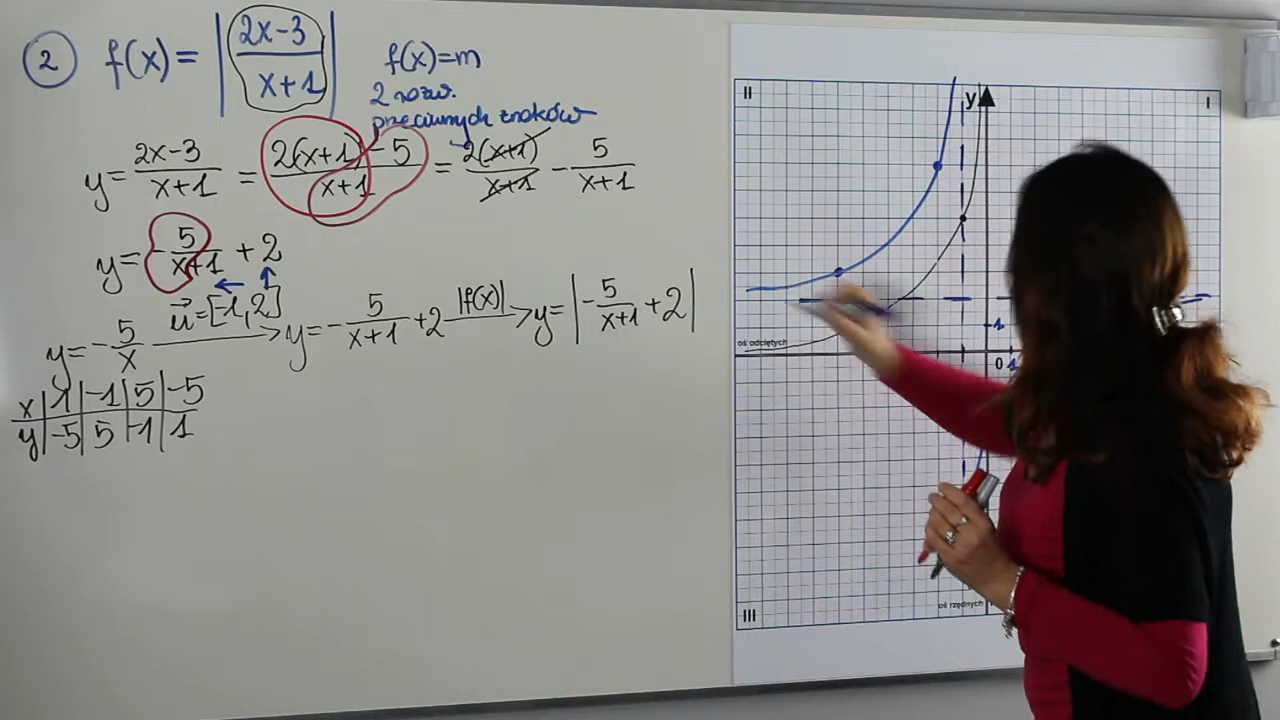 2 f(x) = |2x-3 / x+1| f(x)=m
2 rozw.
przeciwnych znaków
y = 2x-3 / x+1 = 2(x+1)-5 / x+1 = 2(x+1) / x+1 - 5 / x+1
y = -5 / x+1 + 2
u = [-1,2]
y = -5 / x → y = -5 / x+1 + 2 |f(x)| → y = |-5 / x+1 + 2|
x | 1 | -1 | 5 | -5
y | -5 | 5 | -1 | 1
II y I
1
oś odciętych
0 1
oś rzędnych
III